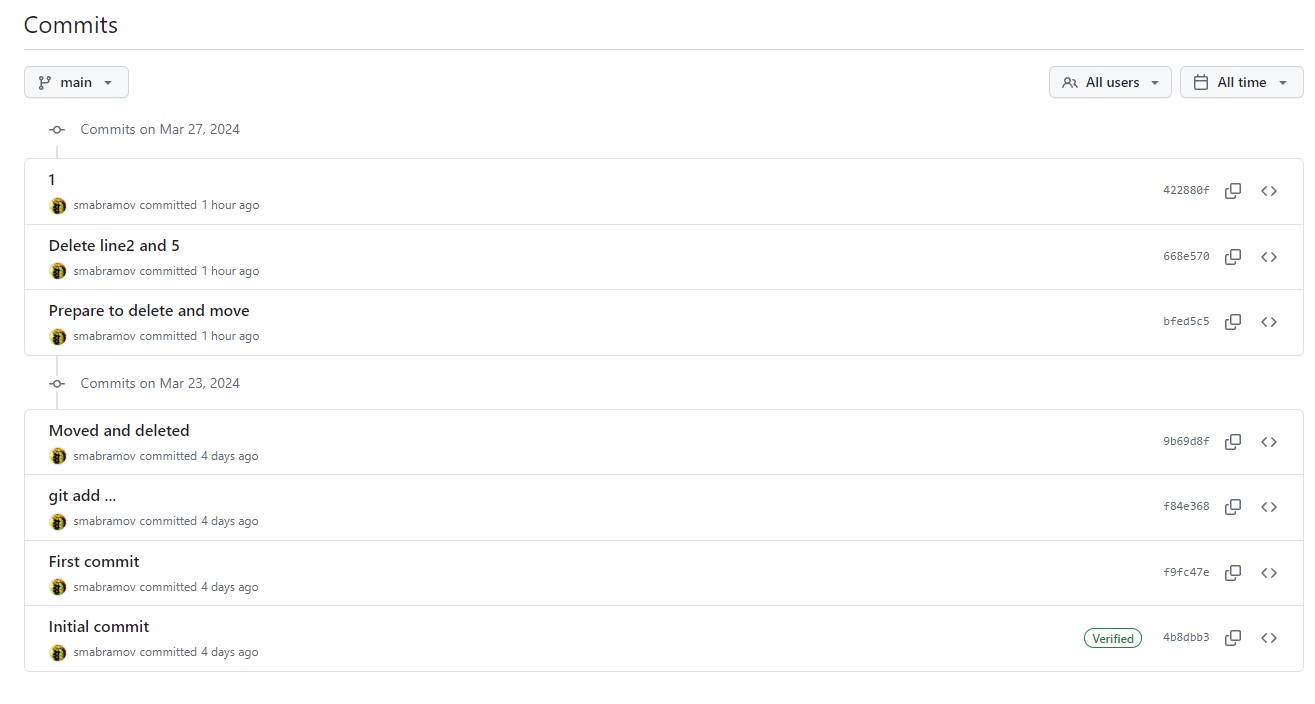 Commits
main
All users
All time
Commits on Mar 27, 2024
1
smabramov committed 1 hour ago
422880f
Delete line2 and 5
smabramov committed 1 hour ago
668e570
Prepare to delete and move
smabramov committed 1 hour ago
bfed5c5
Commits on Mar 23, 2024
Moved and deleted
smabramov committed 4 days ago
9b69d8f
git add ...
smabramov committed 4 days ago
f84e368
First commit
smabramov committed 4 days ago
f9fc47e
Initial commit
smabramov committed 4 days ago
Verified
4b8dbb3